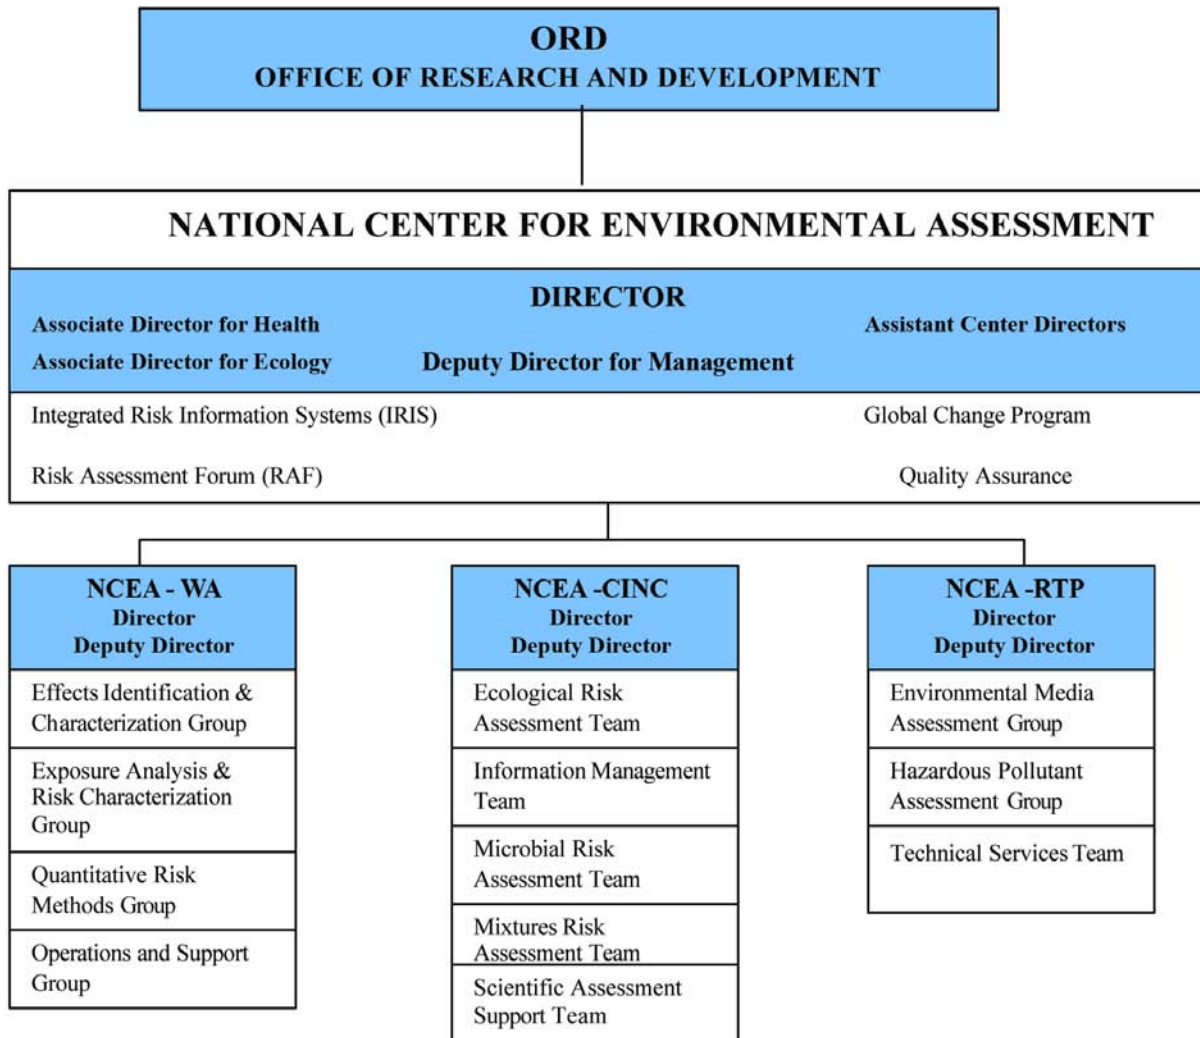 ORD
OFFICE OF RESEARCH AND DEVELOPMENT
NATIONAL CENTER FOR ENVIRONMENTAL ASSESSMENT
DIRECTOR
Associate Director for Health
Assistant Center Directors
Associate Director for Ecology
Deputy Director for Management
Integrated Risk Information Systems (IRIS)
Global Change Program
Risk Assessment Forum (RAF)
Quality Assurance
NCEA - WA
Director
Deputy Director
Effects Identification &
Characterization Group
Exposure Analysis &
Risk Characterization
Group
Quantitative Risk
Methods Group
Operations and Support
Group
NCEA -CINC
Director
Deputy Director
Ecological Risk
Assessment Team
Information Management
Team
Microbial Risk
Assessment Team
Mixtures Risk
Assessment Team
Scientific Assessment
Support Team
NCEA -RTP
Director
Deputy Director
Environmental Media
Assessment Group
Hazardous Pollutant
Assessment Group
Technical Services Team